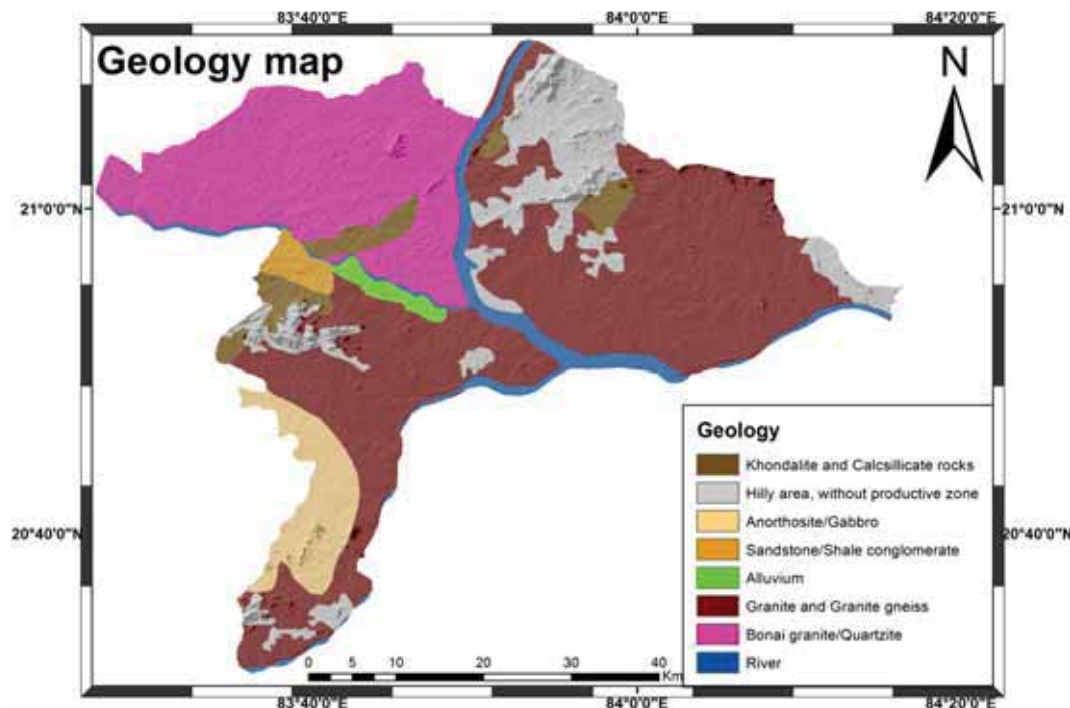 83°40'0"E 84°0'0"E 84°20'0"E
Geology map
N
21°0'0"N 21°0'0"N
Geology
Khondalite and Calcsillicate rocks
Hilly area, without productive zone
Anorthosite/Gabbro
20°40'0"N 20°40'0"N
Sandstone/Shale conglomerate
Alluvium
Granite and Granite gneiss
Bonai granite/Quartzite
River
0 5 10 20 30 40
Km
83°40'0"E 84°0'0"E 84°20'0"E